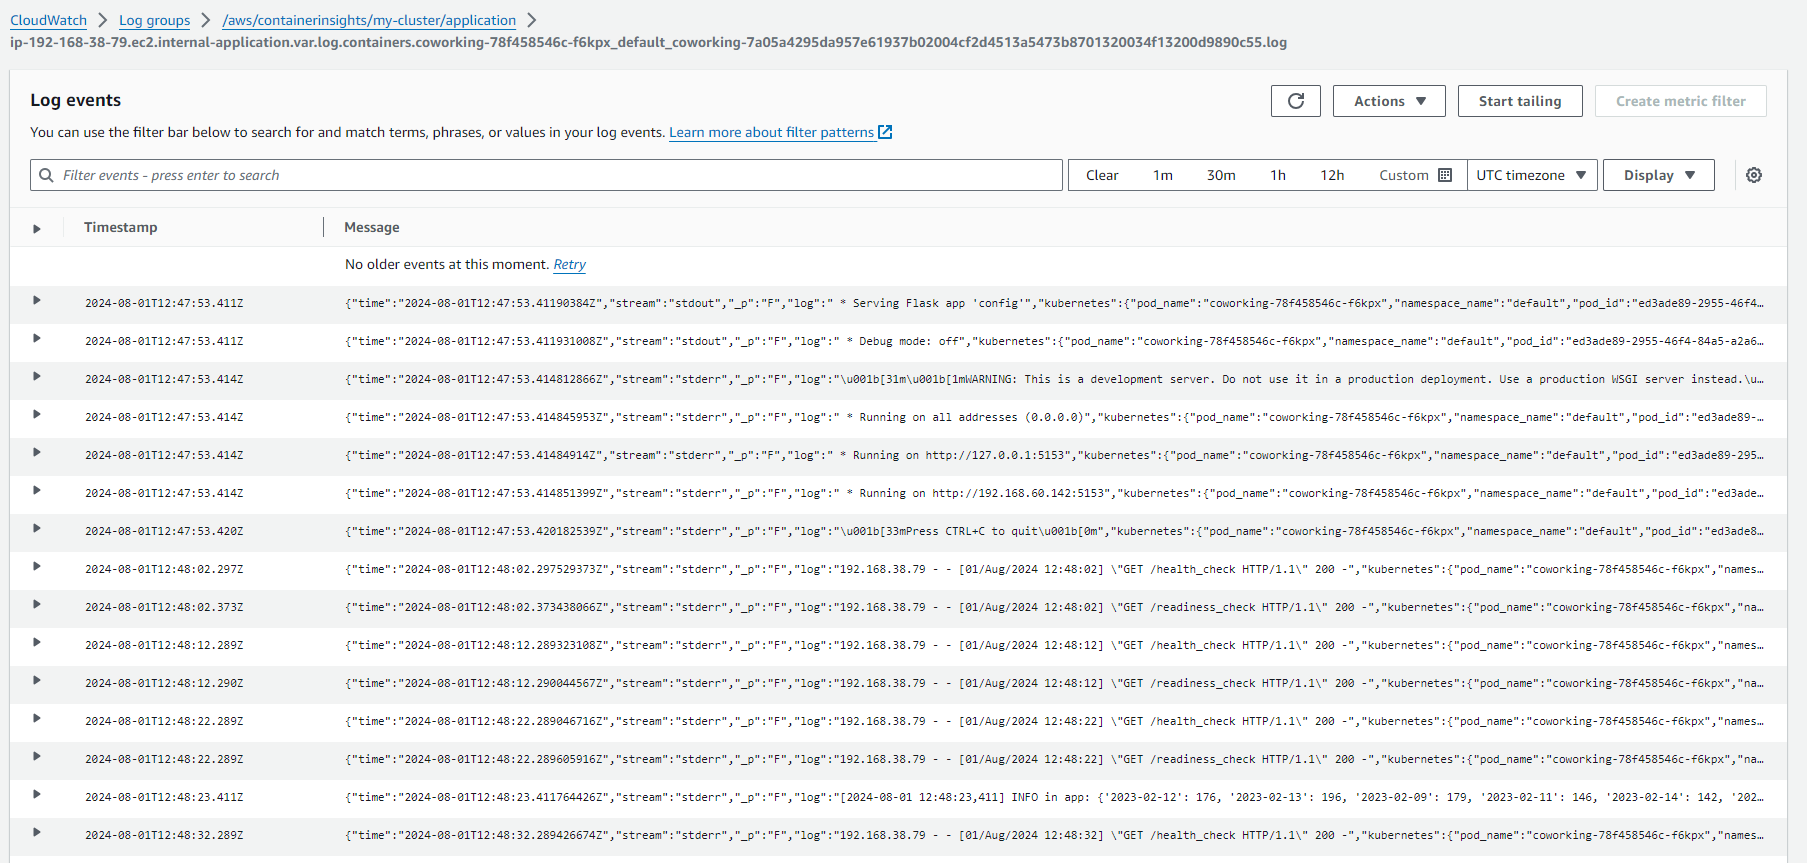 CloudWatch > Log groups > /aws/containerinsights/my-cluster/application >
ip-192-168-38-79.ec2.internal-application.var.log.containers.coworking-78f458546c-f6kpx_default_coworking-7a05a4295da957e61937b02004cf2d4513a5473b8701320034f13200d9890c55.log
Log events
Actions
Start tailing
Create metric filter
You can use the filter bar below to search for and match terms, phrases, or values in your log events. Learn more about filter patterns
Filter events - press enter to search
Clear 1m 30m 1h 12h Custom UTC timezone Display
Timestamp Message
No older events at this moment. Retry
2024-08-01T12:47:53.411Z {"time":"2024-08-01T12:47:53.41190384Z","stream":"stdout","_p":"F","log":" * Serving Flask app 'config'","kubernetes":{"pod_name":"coworking-78f458546c-f6kpx","namespace_name":"default","pod_id":"ed3ade89-2955-46f4…
2024-08-01T12:47:53.411Z {"time":"2024-08-01T12:47:53.411931008Z","stream":"stdout","_p":"F","log":" * Debug mode: off","kubernetes":{"pod_name":"coworking-78f458546c-f6kpx","namespace_name":"default","pod_id":"ed3ade89-2955-46f4-84a5-a2a6…
2024-08-01T12:47:53.414Z {"time":"2024-08-01T12:47:53.414812866Z","stream":"stderr","_p":"F","log":"\u001b[31m\u001b[1mWARNING: This is a development server. Do not use it in a production deployment. Use a production WSGI server instead.\u…
2024-08-01T12:47:53.414Z {"time":"2024-08-01T12:47:53.414845953Z","stream":"stderr","_p":"F","log":" * Running on all addresses (0.0.0.0)","kubernetes":{"pod_name":"coworking-78f458546c-f6kpx","namespace_name":"default","pod_id":"ed3ade89-…
2024-08-01T12:47:53.414Z {"time":"2024-08-01T12:47:53.41484914Z","stream":"stderr","_p":"F","log":" * Running on http://127.0.0.1:5153","kubernetes":{"pod_name":"coworking-78f458546c-f6kpx","namespace_name":"default","pod_id":"ed3ade89-295…
2024-08-01T12:47:53.414Z {"time":"2024-08-01T12:47:53.414851399Z","stream":"stderr","_p":"F","log":" * Running on http://192.168.60.142:5153","kubernetes":{"pod_name":"coworking-78f458546c-f6kpx","namespace_name":"default","pod_id":"ed3ade…
2024-08-01T12:47:53.420Z {"time":"2024-08-01T12:47:53.420182539Z","stream":"stderr","_p":"F","log":"\u001b[33mPress CTRL+C to quit\u001b[0m","kubernetes":{"pod_name":"coworking-78f458546c-f6kpx","namespace_name":"default","pod_id":"ed3ade8…
2024-08-01T12:48:02.297Z {"time":"2024-08-01T12:48:02.297529373Z","stream":"stderr","_p":"F","log":"192.168.38.79 - - [01/Aug/2024 12:48:02] \"GET /health_check HTTP/1.1\" 200 -","kubernetes":{"pod_name":"coworking-78f458546c-f6kpx","names…
2024-08-01T12:48:02.373Z {"time":"2024-08-01T12:48:02.373438066Z","stream":"stderr","_p":"F","log":"192.168.38.79 - - [01/Aug/2024 12:48:02] \"GET /readiness_check HTTP/1.1\" 200 -","kubernetes":{"pod_name":"coworking-78f458546c-f6kpx","na…
2024-08-01T12:48:12.289Z {"time":"2024-08-01T12:48:12.289323108Z","stream":"stderr","_p":"F","log":"192.168.38.79 - - [01/Aug/2024 12:48:12] \"GET /health_check HTTP/1.1\" 200 -","kubernetes":{"pod_name":"coworking-78f458546c-f6kpx","names…
2024-08-01T12:48:12.290Z {"time":"2024-08-01T12:48:12.290044567Z","stream":"stderr","_p":"F","log":"192.168.38.79 - - [01/Aug/2024 12:48:12] \"GET /readiness_check HTTP/1.1\" 200 -","kubernetes":{"pod_name":"coworking-78f458546c-f6kpx","na…
2024-08-01T12:48:22.289Z {"time":"2024-08-01T12:48:22.289046716Z","stream":"stderr","_p":"F","log":"192.168.38.79 - - [01/Aug/2024 12:48:22] \"GET /health_check HTTP/1.1\" 200 -","kubernetes":{"pod_name":"coworking-78f458546c-f6kpx","names…
2024-08-01T12:48:22.289Z {"time":"2024-08-01T12:48:22.289605916Z","stream":"stderr","_p":"F","log":"192.168.38.79 - - [01/Aug/2024 12:48:22] \"GET /readiness_check HTTP/1.1\" 200 -","kubernetes":{"pod_name":"coworking-78f458546c-f6kpx","na…
2024-08-01T12:48:23.411Z {"time":"2024-08-01T12:48:23.411764426Z","stream":"stderr","_p":"F","log":"[2024-08-01 12:48:23,411] INFO in app: {'2023-02-12': 176, '2023-02-13': 196, '2023-02-09': 179, '2023-02-11': 146, '2023-02-14': 142, '202…
2024-08-01T12:48:32.289Z {"time":"2024-08-01T12:48:32.289426674Z","stream":"stderr","_p":"F","log":"192.168.38.79 - - [01/Aug/2024 12:48:32] \"GET /health_check HTTP/1.1\" 200 -","kubernetes":{"pod_name":"coworking-78f458546c-f6kpx","names…